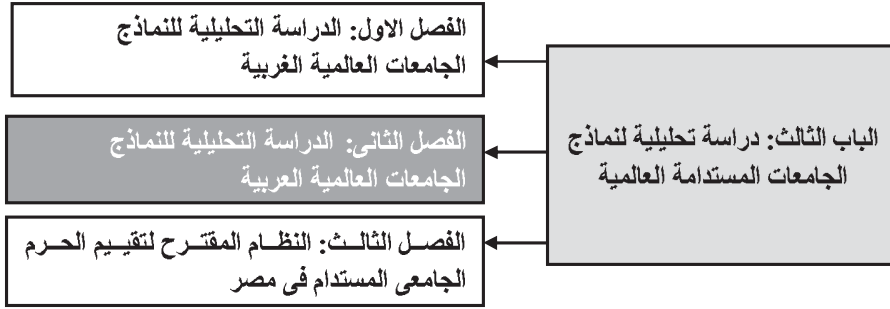 الفصل الاول: الدراسة التحليلية للنماذج
الجامعات العالمية الغربية
الباب الثالث: دراسة تحليلية لنماذج
الجامعات المستدامة العالمية
الفصل الثانى: الدراسة التحليلية للنماذج
الجامعات العالمية العربية
الفصل الثالث: النظام المقترح لتقييم الحرم
الجامعى المستدام فى مصر